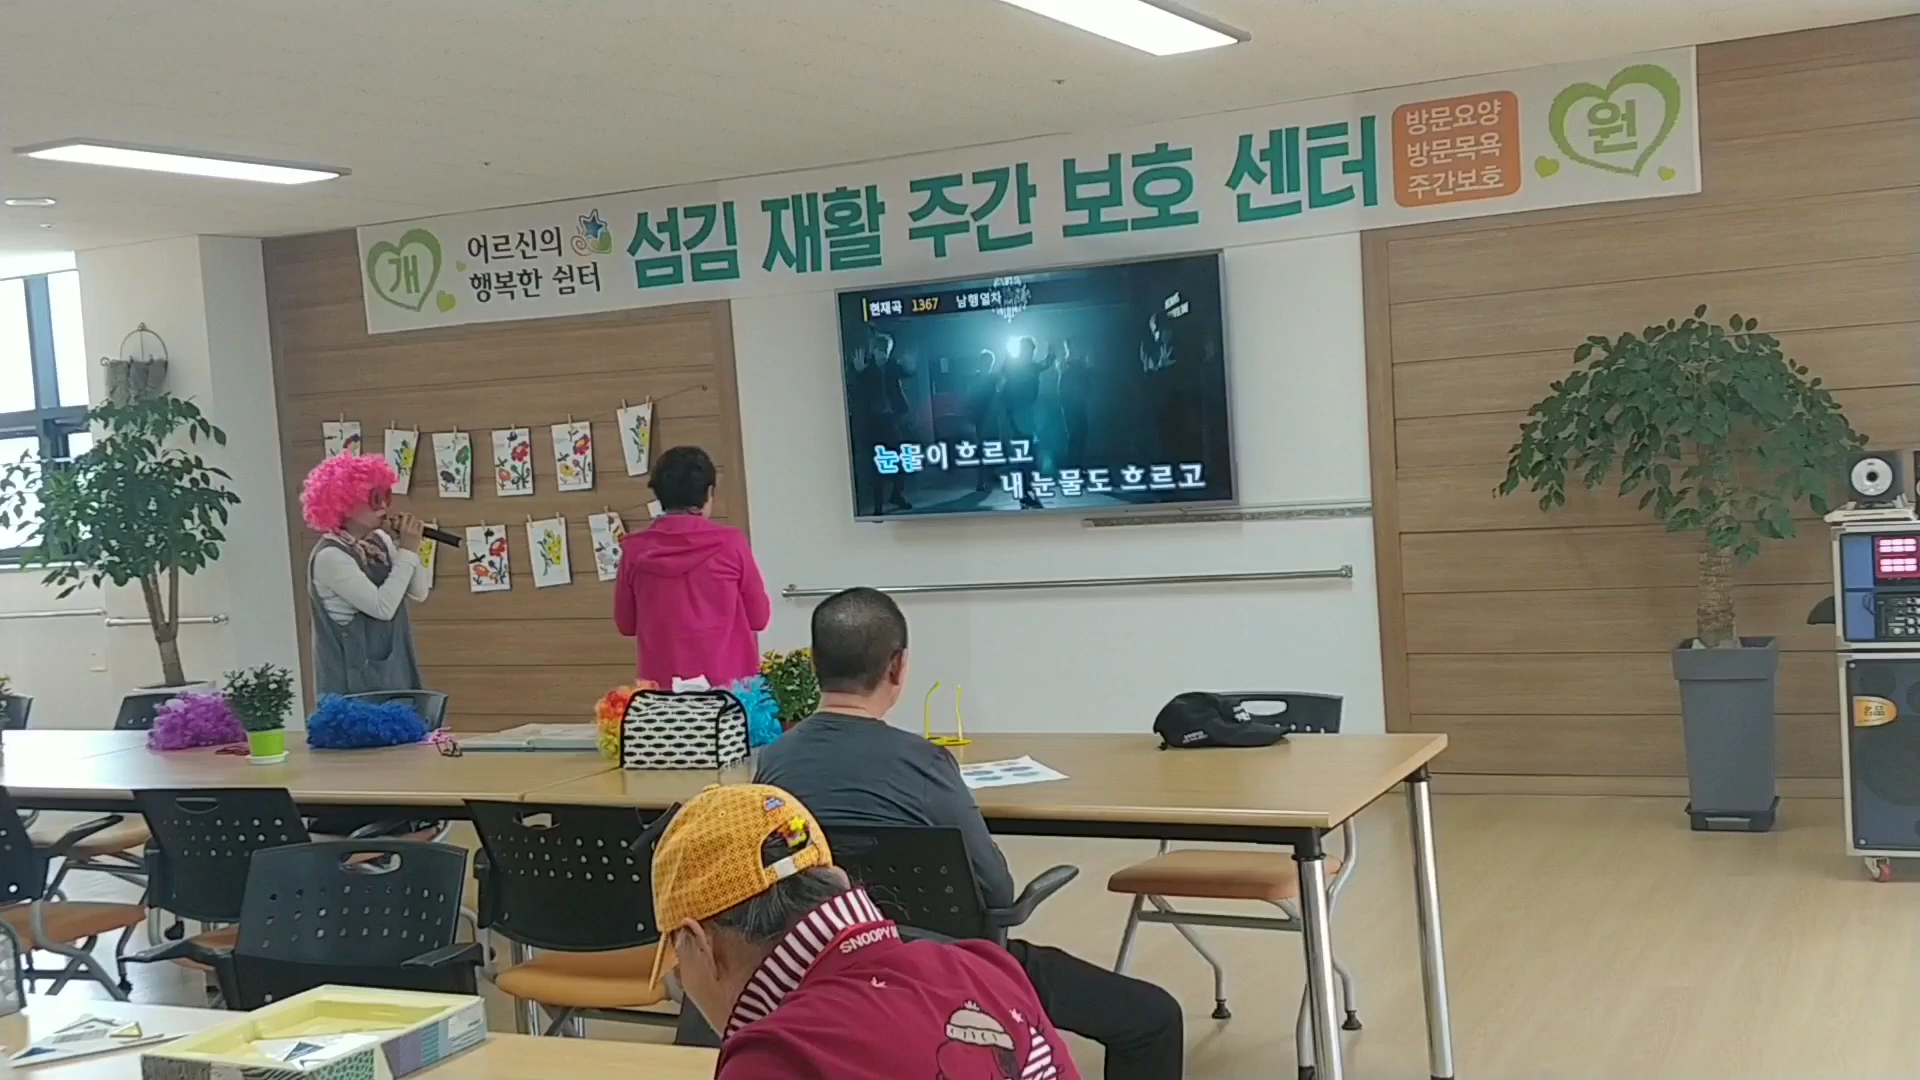 개
어르신의
행복한 쉼터
섬김 재활 주간 보호 센터
방문요양
방문목욕
주간보호
원
현재곡 1367 남행열차
눈물이 흐르고
내 눈물도 흐르고
SNOOPY